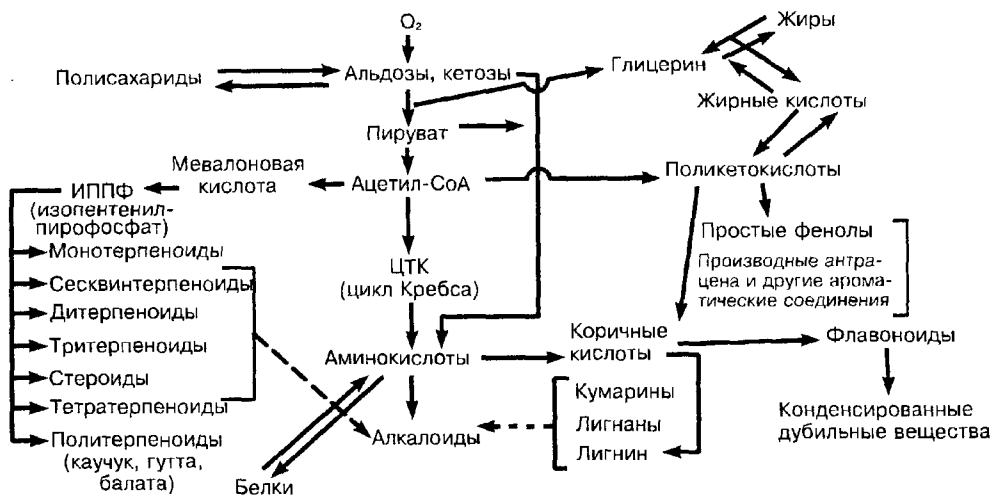 O₂
Жиры
Полисахариды
Альдозы, кетозы
Глицерин
Жирные кислоты
Пируват
Мевалоновая
кислота
Ацетил-СоА
Поликетокислоты
ИППФ
(изопентенил-
пирофосфат)
Простые фенолы
Производные антра-
цена и другие арома-
тические соединения
Монотерпеноиды
Сесквинтерпеноиды
Дитерпеноиды
Тритерпеноиды
Стероиды
Тетратерпеноиды
Политерпеноиды
(каучук, гутта,
балата)
ЦТК
(цикл Кребса)
Аминокислоты
Коричные
кислоты
Флавоноиды
Кумарины
Лигнаны
Лигнин
Алкалоиды
Конденсированные
дубильные вещества
Белки